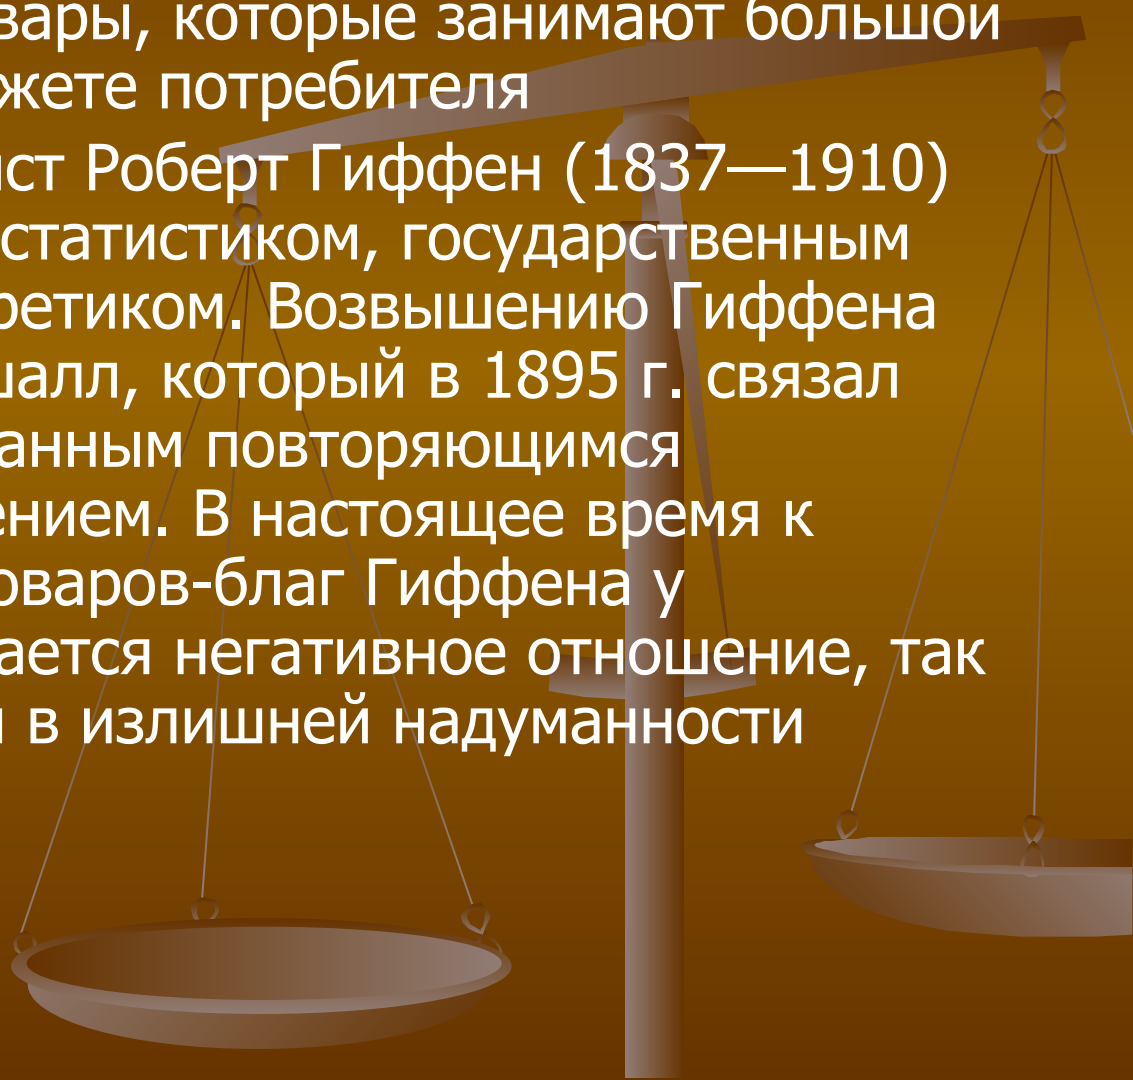 вары, которые занимают большой
жете потребителя
ист Роберт Гиффен (1837—1910)
статистиком, государственным
ретиком. Возвышению Гиффена
шалл, который в 1895 г. связал
анным повторяющимся
ением. В настоящее время к
оваров-благ Гиффена у
ается негативное отношение, так
в излишней надуманности